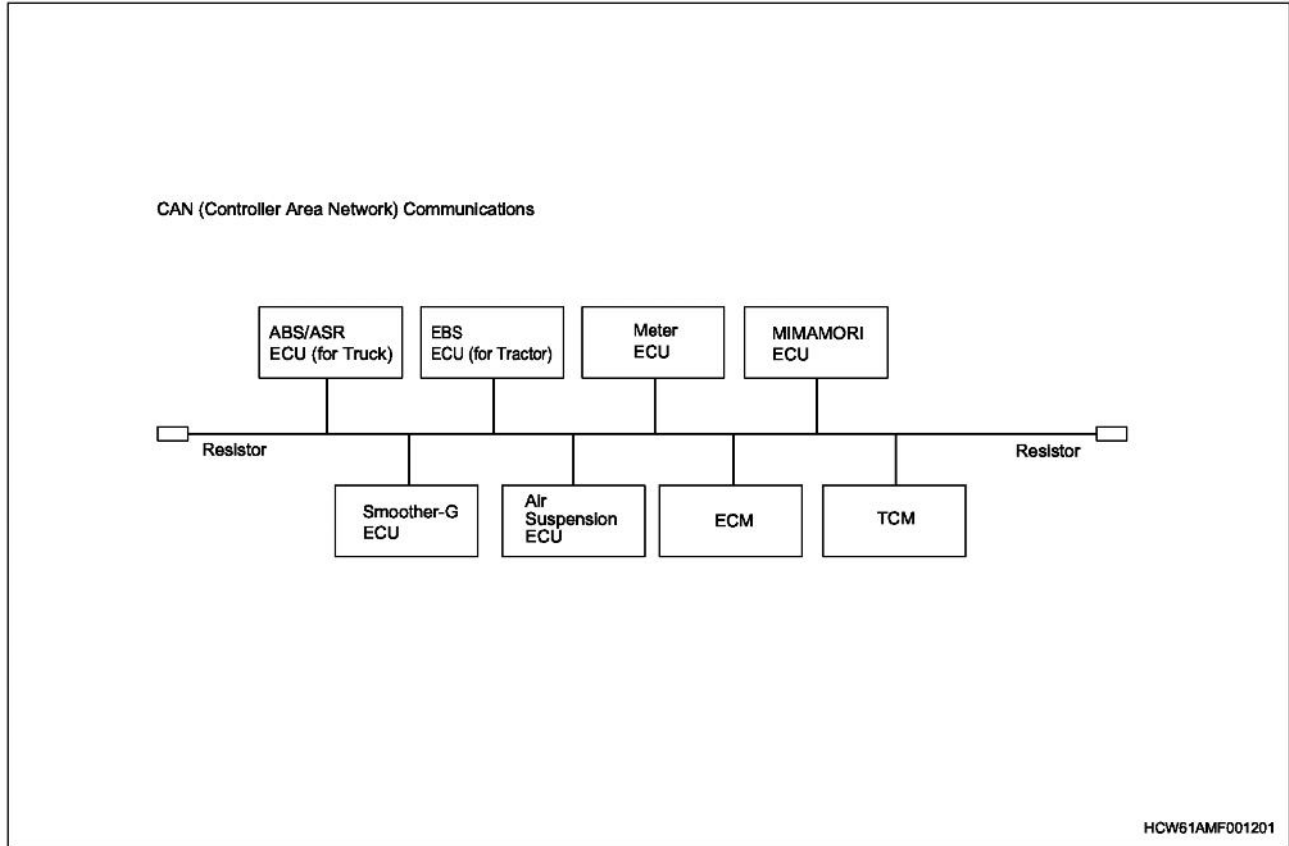 CAN (Controller Area Network) Communications
ABS/ASR
ECU (for Truck)
EBS
ECU (for Tractor)
Meter
ECU
MIMAMORI
ECU
Resistor
Resistor
Smoother-G
ECU
Air
Suspension
ECU
ECM
TCM
HCW61AMF001201